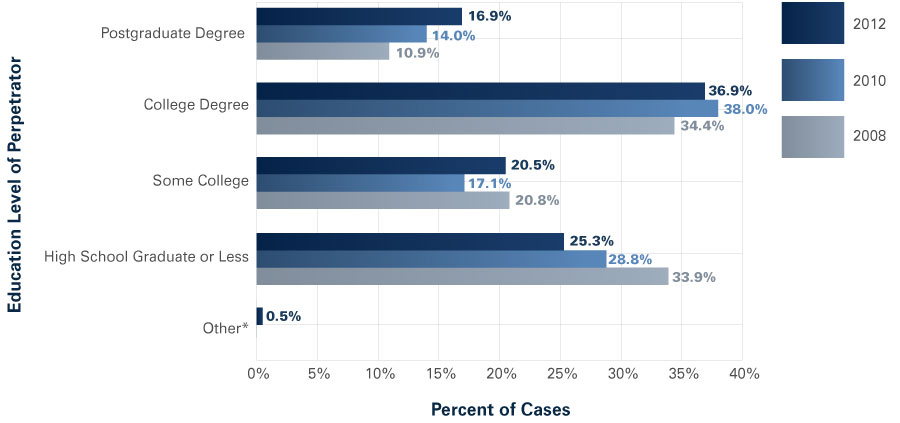 Education Level of Perpetrator
Postgraduate Degree
16.9%
14.0%
10.9%
College Degree
36.9%
38.0%
34.4%
Some College
20.5%
17.1%
20.8%
High School Graduate or Less
25.3%
28.8%
33.9%
Other*
0.5%
0% 5% 10% 15% 20% 25% 30% 35% 40%
Percent of Cases
2012
2010
2008